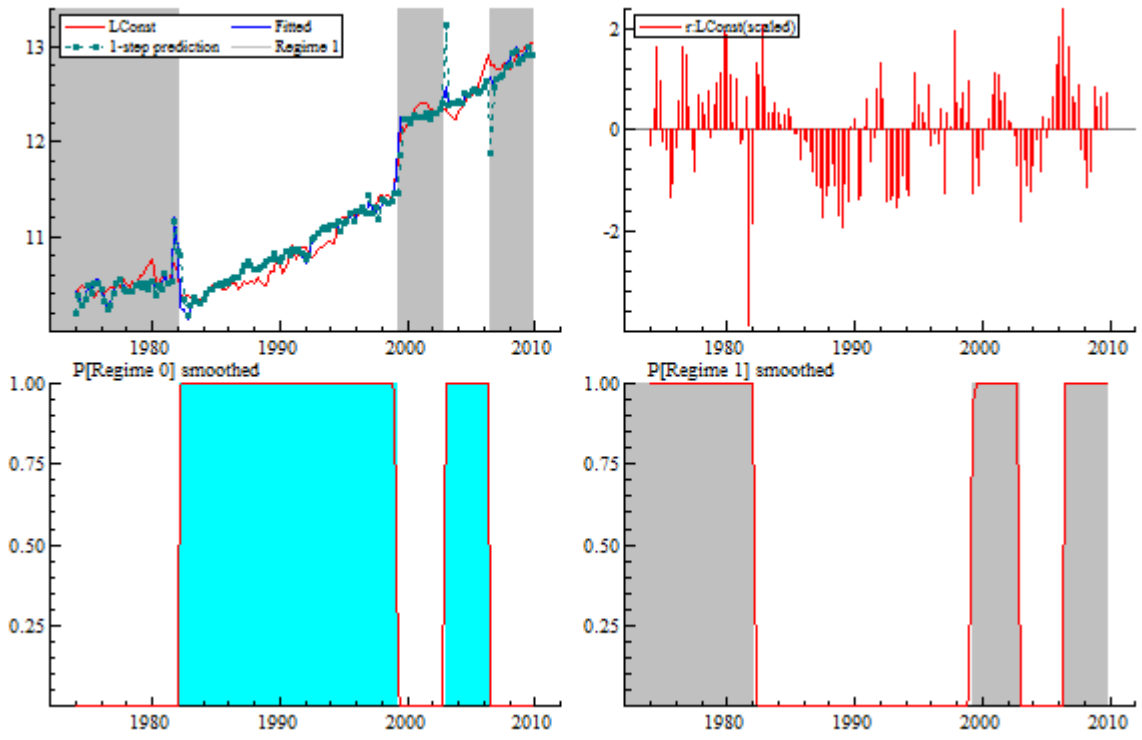 LConst Fitted
1-step prediction Regime 1
13
12
11
1980 1990 2000 2010
r:LConst(scaled)
2
0
-2
1980 1990 2000 2010
P[Regime 0] smoothed
1.00
0.75
0.50
0.25
1980 1990 2000 2010
P[Regime 1] smoothed
1.00
0.75
0.50
0.25
1980 1990 2000 2010